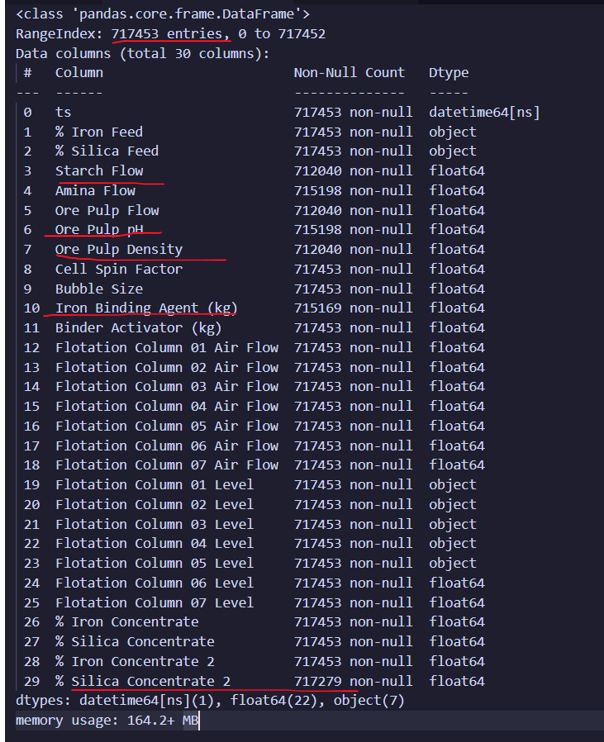 <class 'pandas.core.frame.DataFrame'>
RangeIndex: 717453 entries, 0 to 717452
Data columns (total 30 columns):
 #   Column                       Non-Null Count   Dtype
---  ------                       --------------   -----
 0   ts                           717453 non-null  datetime64[ns]
 1   % Iron Feed                  717453 non-null  object
 2   % Silica Feed                717453 non-null  object
 3   Starch Flow                  712040 non-null  float64
 4   Amina Flow                   715198 non-null  float64
 5   Ore Pulp Flow                712040 non-null  float64
 6   Ore Pulp pH                  715198 non-null  float64
 7   Ore Pulp Density             712040 non-null  float64
 8   Cell Spin Factor             717453 non-null  float64
 9   Bubble Size                  717453 non-null  float64
 10  Iron Binding Agent (kg)      715169 non-null  float64
 11  Binder Activator (kg)        717453 non-null  float64
 12  Flotation Column 01 Air Flow  717453 non-null  float64
 13  Flotation Column 02 Air Flow  717453 non-null  float64
 14  Flotation Column 03 Air Flow  717453 non-null  float64
 15  Flotation Column 04 Air Flow  717453 non-null  float64
 16  Flotation Column 05 Air Flow  717453 non-null  float64
 17  Flotation Column 06 Air Flow  717453 non-null  float64
 18  Flotation Column 07 Air Flow  717453 non-null  float64
 19  Flotation Column 01 Level    717453 non-null  object
 20  Flotation Column 02 Level    717453 non-null  object
 21  Flotation Column 03 Level    717453 non-null  object
 22  Flotation Column 04 Level    717453 non-null  object
 23  Flotation Column 05 Level    717453 non-null  object
 24  Flotation Column 06 Level    717453 non-null  float64
 25  Flotation Column 07 Level    717453 non-null  float64
 26  % Iron Concentrate           717453 non-null  float64
 27  % Silica Concentrate         717453 non-null  float64
 28  % Iron Concentrate 2         717453 non-null  float64
 29  % Silica Concentrate 2       717279 non-null  float64
dtypes: datetime64[ns](1), float64(22), object(7)
memory usage: 164.2+ MB